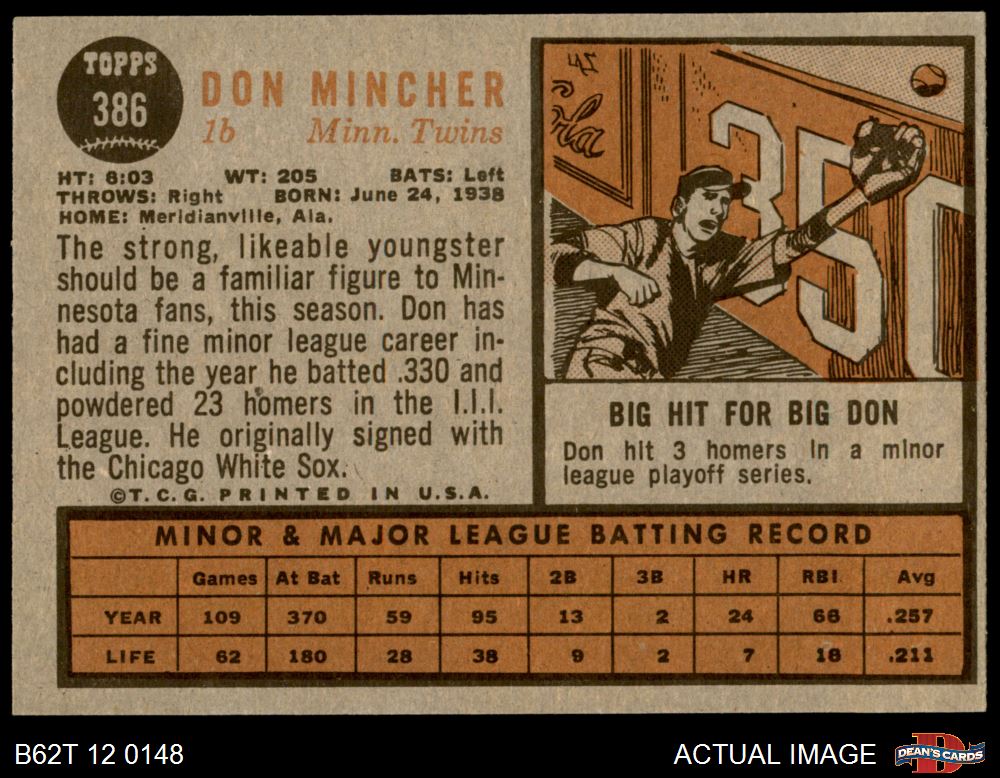 TOPPS
386
DON MINCHER
1b Minn. Twins
HT: 6:03 WT: 205 BATS: Left
THROWS: Right BORN: June 24, 1938
HOME: Meridianville, Ala.
The strong, likeable youngster
should be a familiar figure to Min-
nesota fans, this season. Don has
had a fine minor league career in-
cluding the year he batted .330 and
powdered 23 homers in the I.I.I.
League. He originally signed with
the Chicago White Sox.
©T.C.G. PRINTED IN U.S.A.
350
BIG HIT FOR BIG DON
Don hit 3 homers in a minor
league playoff series.
MINOR & MAJOR LEAGUE BATTING RECORD
Games At Bat Runs Hits 2B 3B HR RBI Avg
YEAR 109 370 59 95 13 2 24 66 .257
LIFE 62 180 28 38 9 2 7 18 .211
B62T 12 0148
ACTUAL IMAGE
DEAN'S CARDS